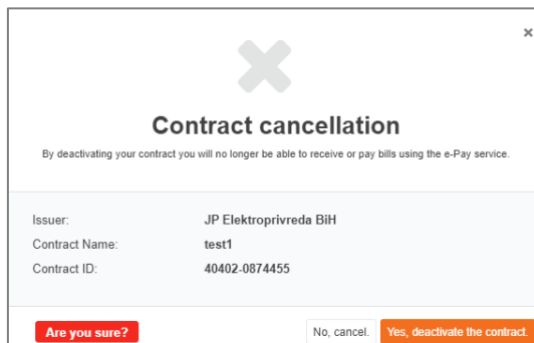 ×
Contract cancellation
By deactivating your contract you will no longer be able to receive or pay bills using the e-Pay service.
Issuer: JP Elektroprivreda BiH
Contract Name: test1
Contract ID: 40402-0874455
Are you sure? No, cancel. Yes, deactivate the contract.